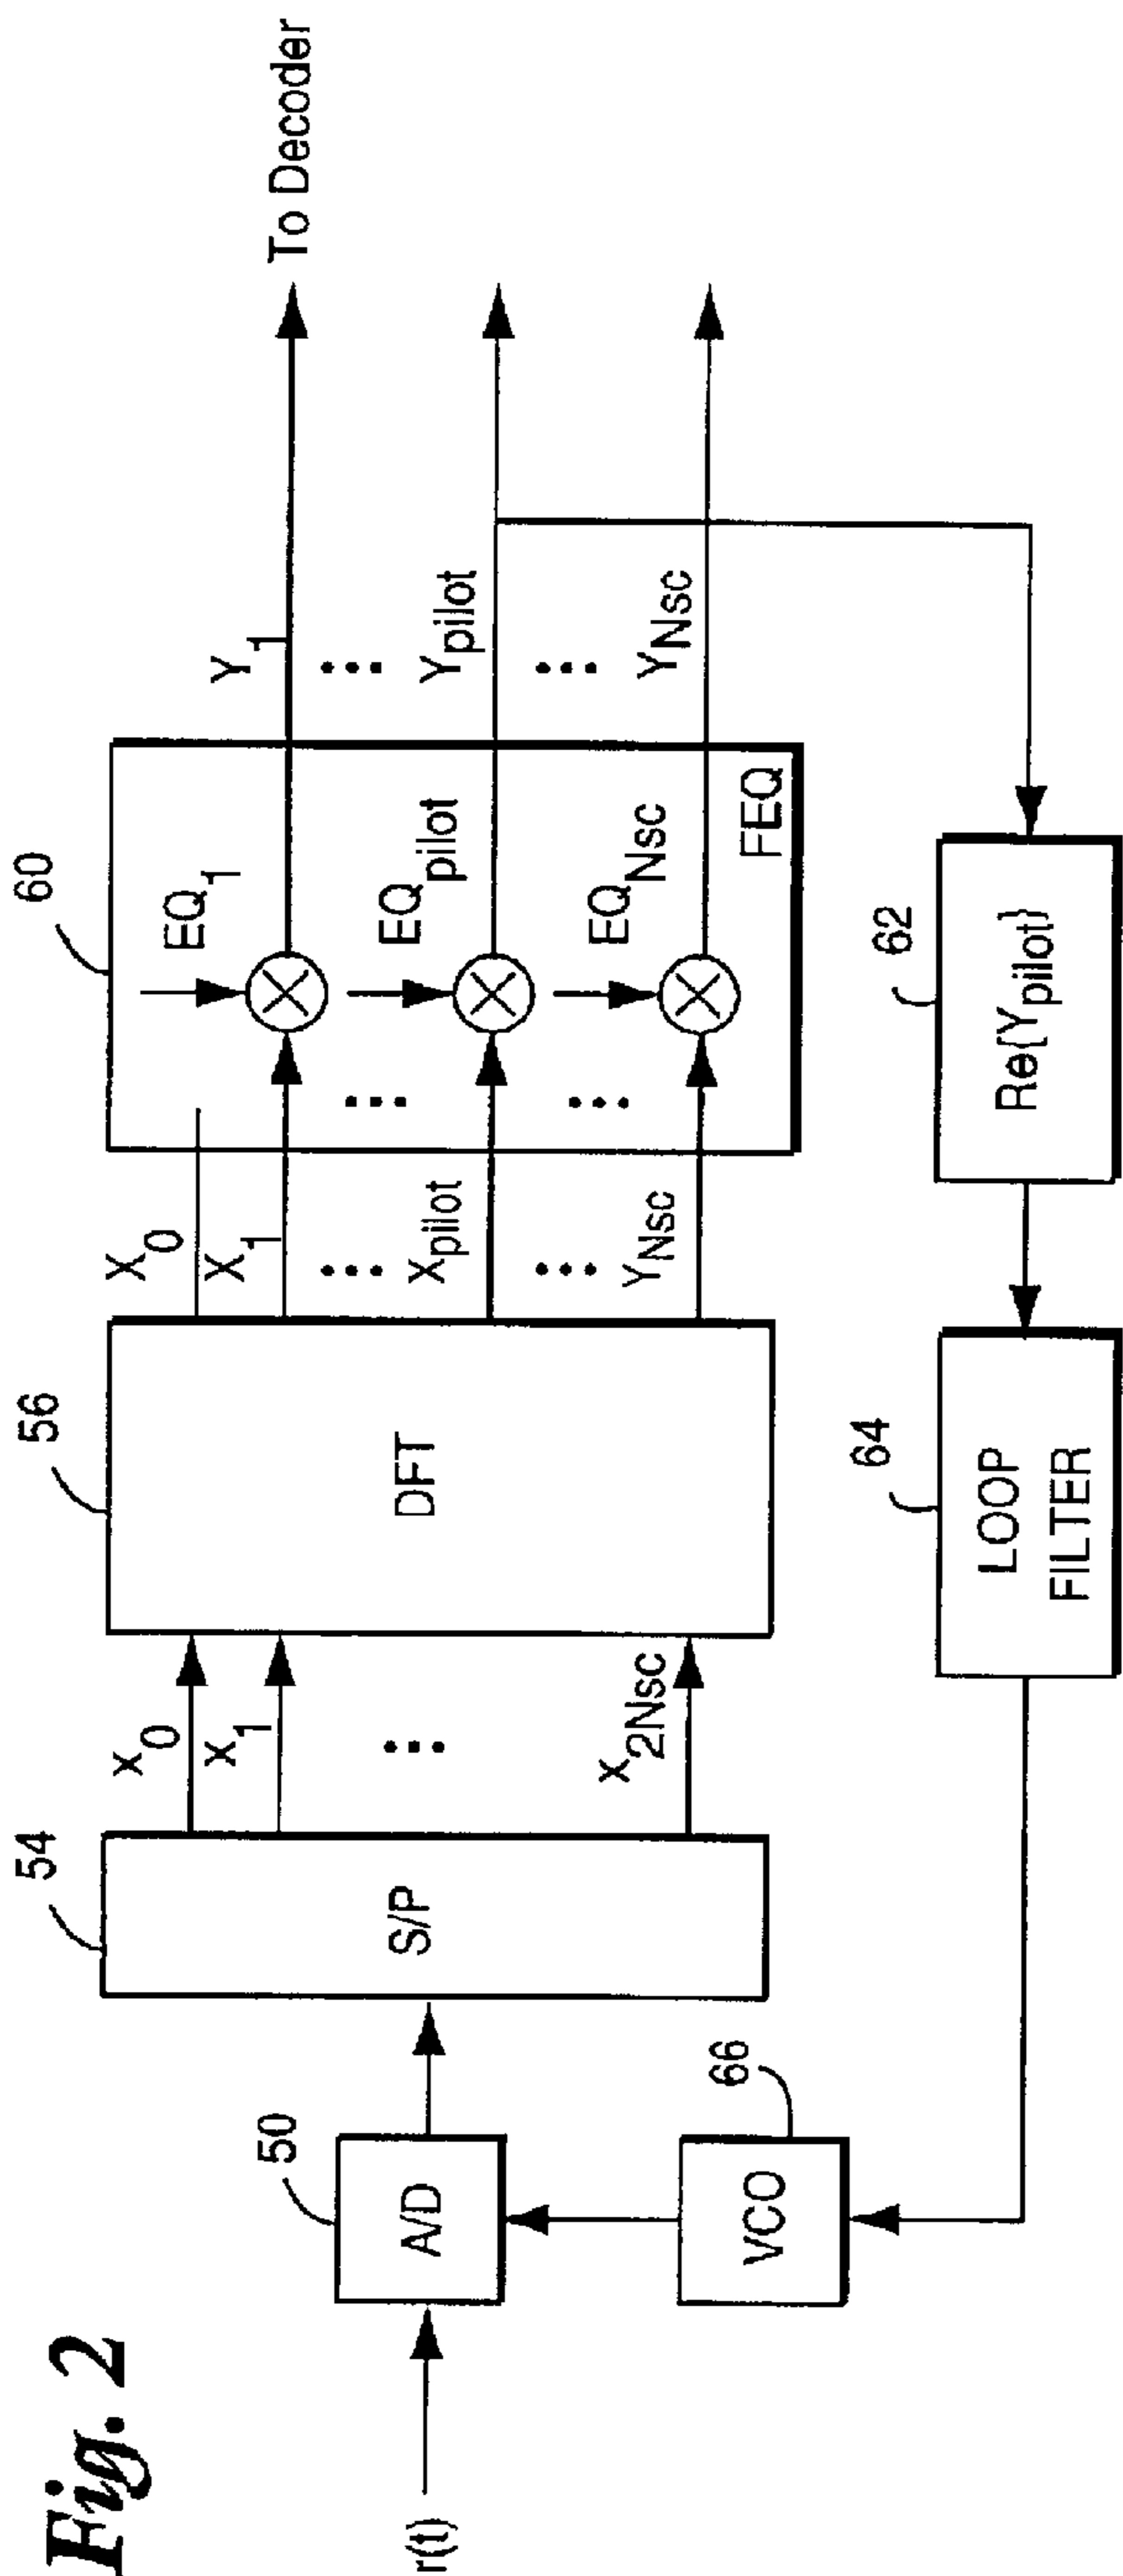 Fig. 2
r(t)
50
A/D
66
VCO
54
S/P
x0
x1
...
x2Nsc
56
DFT
X0
X1
...
Xpilot
...
YNsc
60
EQ1
...
EQpilot
...
EQNsc
FEQ
Y1
...
Ypilot
...
YNsc
To Decoder
62
Re{Ypilot}
64
LOOP
FILTER